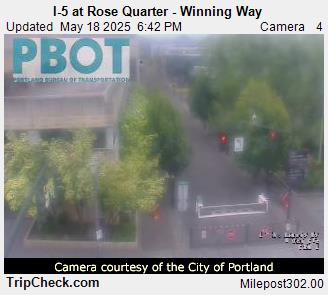 I-5 at Rose Quarter - Winning Way
Updated May 18 2025 6:42 PM Camera 4
PBOT
PORTLAND BUREAU OF TRANSPORTATION
Camera courtesy of the City of Portland
TripCheck.com Milepost302.00